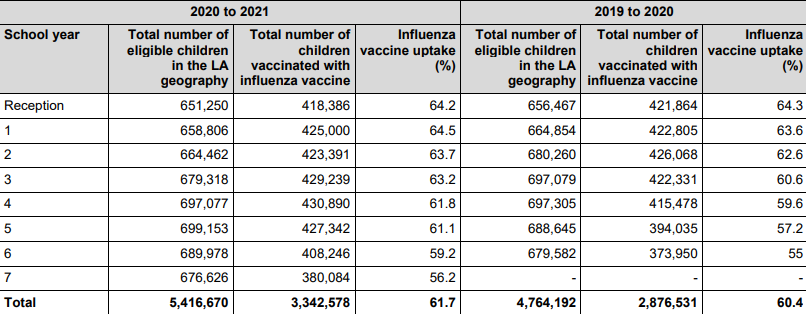 2020 to 2021 2019 to 2020
School year Total number of eligible children in the LA geography Total number of children vaccinated with influenza vaccine Influenza vaccine uptake (%) Total number of eligible children in the LA geography Total number of children vaccinated with influenza vaccine Influenza vaccine uptake (%)
Reception 651,250 418,386 64.2 656,467 421,864 64.3
1 658,806 425,000 64.5 664,854 422,805 63.6
2 664,462 423,391 63.7 680,260 426,068 62.6
3 679,318 429,239 63.2 697,079 422,331 60.6
4 697,077 430,890 61.8 697,305 415,478 59.6
5 699,153 427,342 61.1 688,645 394,035 57.2
6 689,978 408,246 59.2 679,582 373,950 55
7 676,626 380,084 56.2 - - -
Total 5,416,670 3,342,578 61.7 4,764,192 2,876,531 60.4